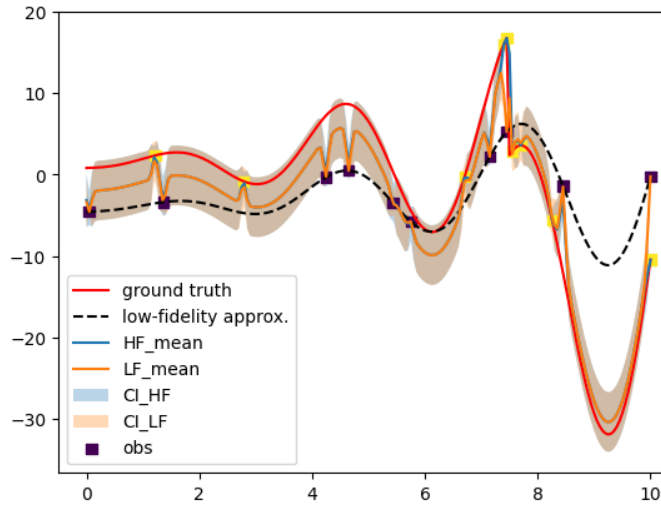 20
10
0
−10
−20
−30
ground truth
low-fidelity approx.
HF_mean
LF_mean
CI_HF
CI_LF
obs
0
2
4
6
8
10